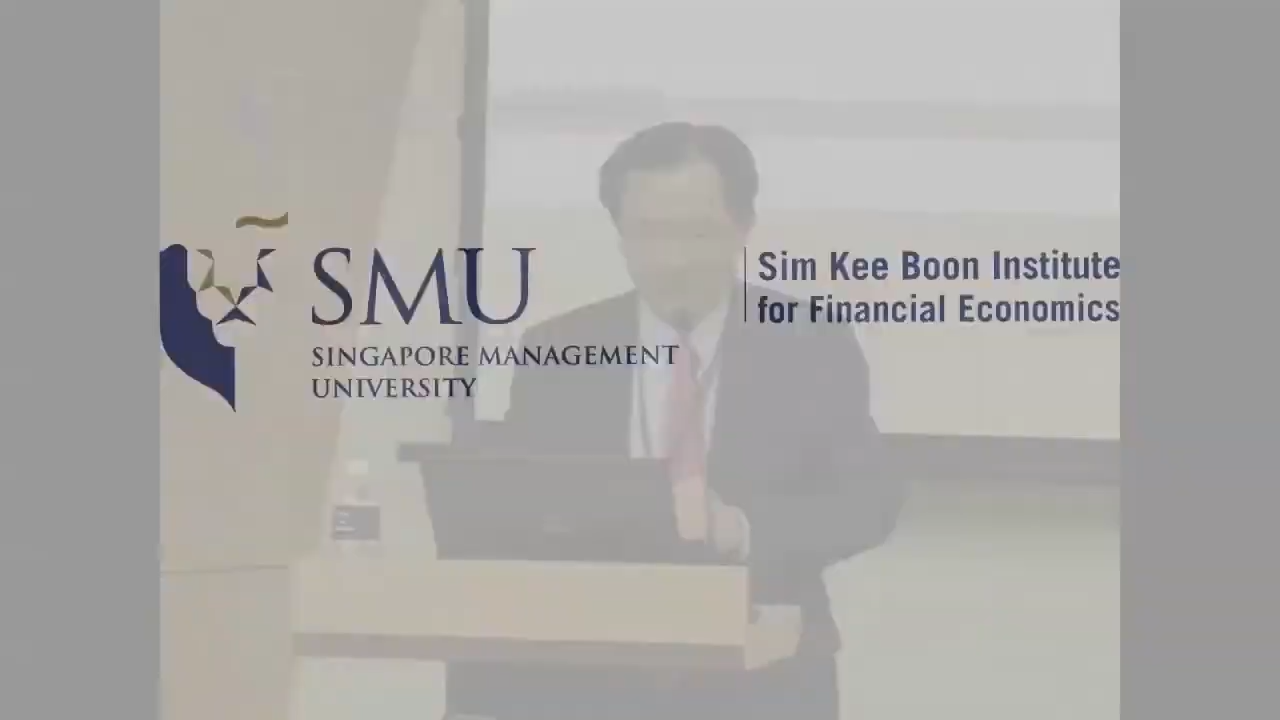 SMU
SINGAPORE MANAGEMENT
UNIVERSITY
Sim Kee Boon Institute
for Financial Economics